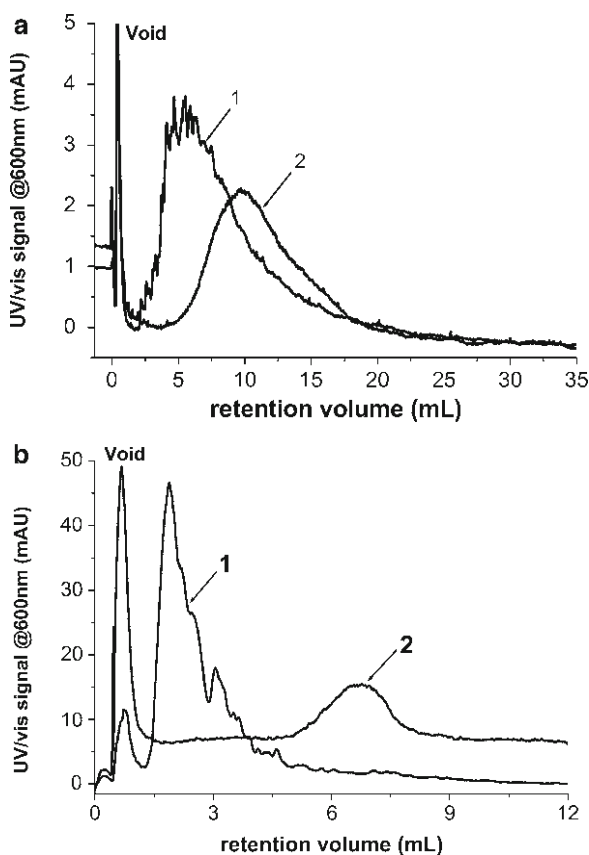 a
Void
5
4
3
2
1
0
1
2
UV/vis signal @600nm (mAU)
0 5 10 15 20 25 30 35
retention volume (mL)
b
Void
50
40
30
20
10
0
1
2
UV/vis signal @600nm (mAU)
0 3 6 9 12
retention volume (mL)